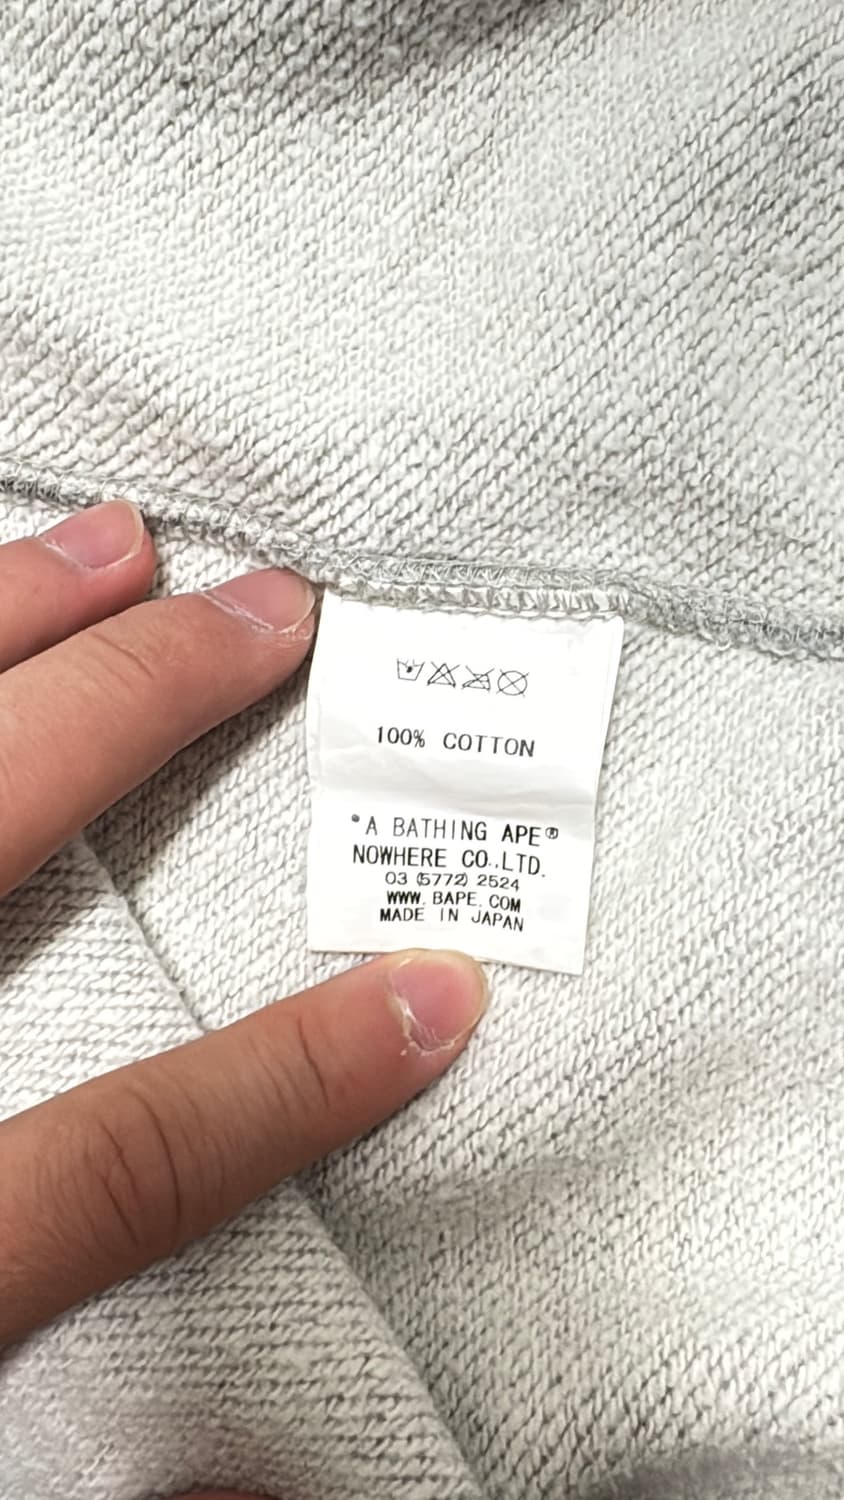 100% COTTON
•A BATHING APE®
NOWHERE CO.,LTD.
03 (5772) 2524
WWW.BAPE.COM
MADE IN JAPAN